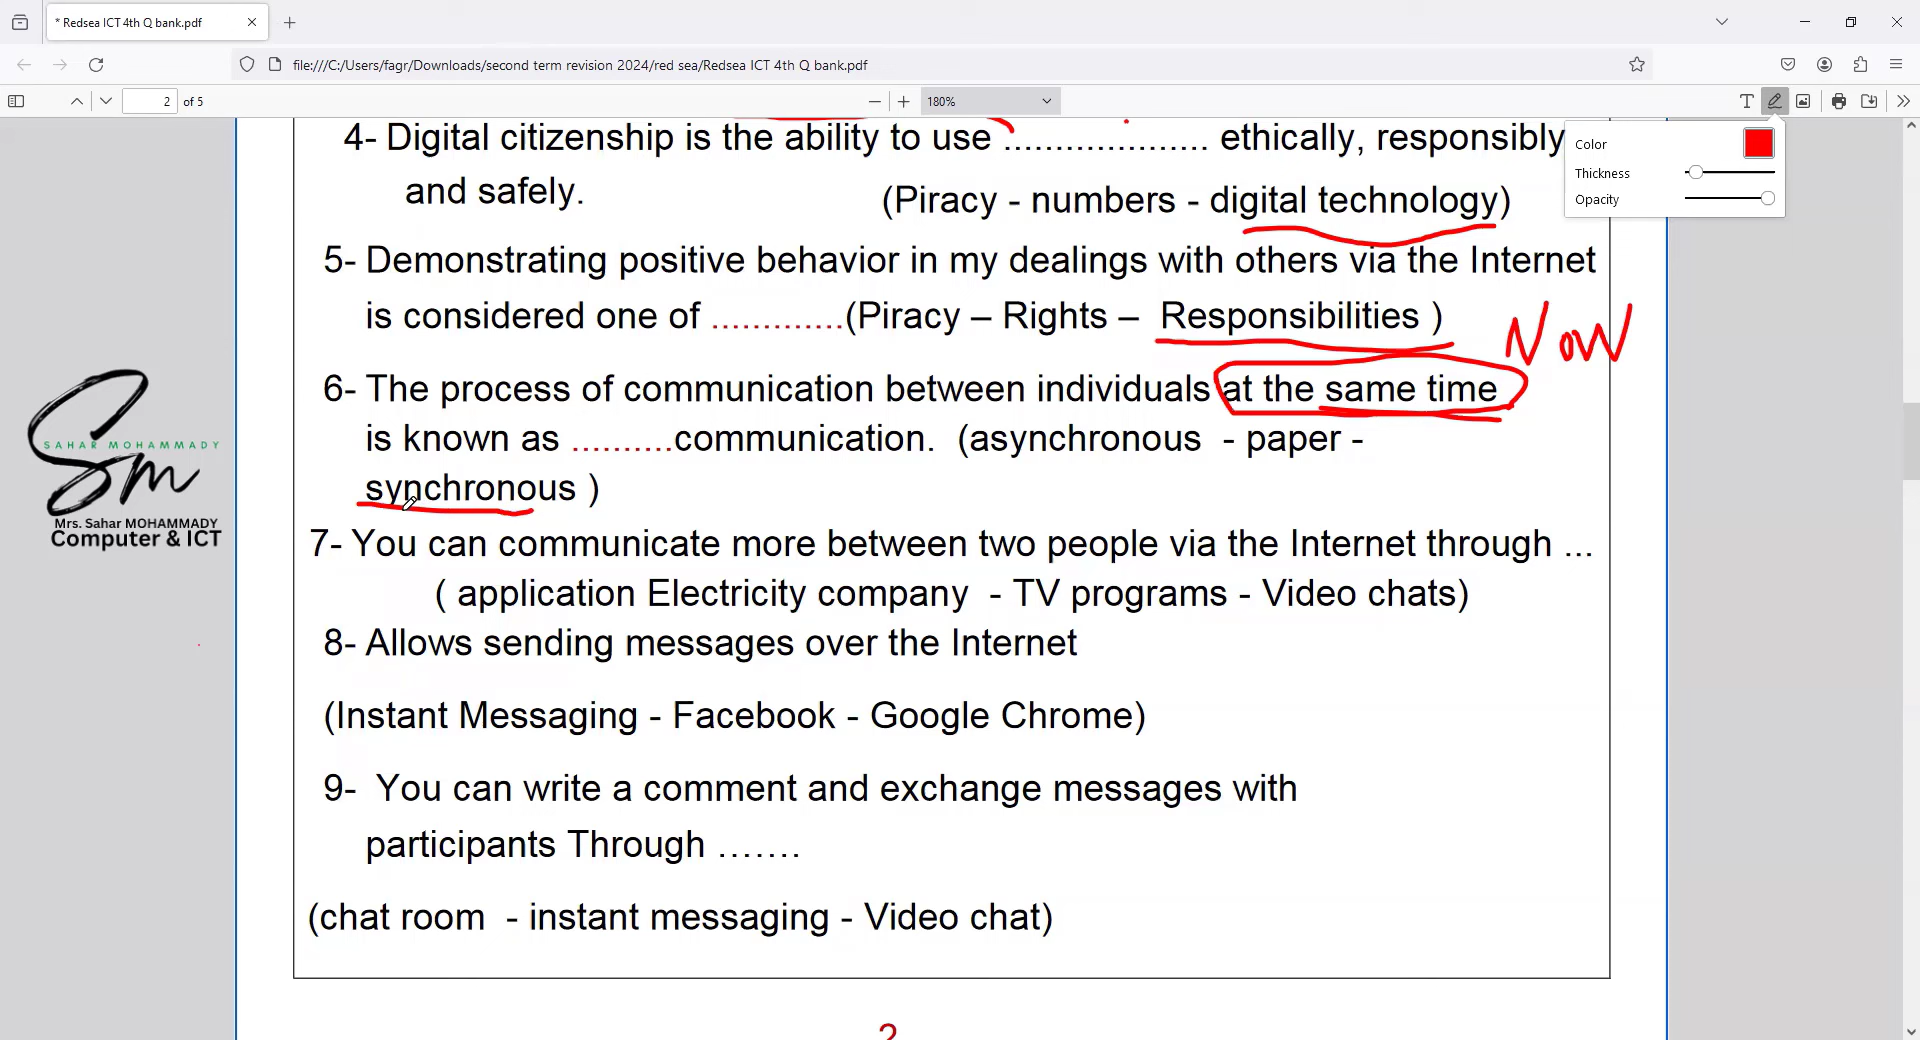 * Redsea ICT 4th Q bank.pdf
file:///C:/Users/fagr/Downloads/second term revision 2024/red sea/Redsea ICT 4th Q bank.pdf
2 of 5
180%
Color
Thickness
Opacity
4- Digital citizenship is the ability to use .................... ethically, responsibly
and safely.
(Piracy - numbers - digital technology)
5- Demonstrating positive behavior in my dealings with others via the Internet
is considered one of .............(Piracy – Rights – Responsibilities )
Now
6- The process of communication between individuals at the same time
is known as ..........communication. (asynchronous - paper -
synchronous )
7- You can communicate more between two people via the Internet through ...
( application Electricity company - TV programs - Video chats)
8- Allows sending messages over the Internet
(Instant Messaging - Facebook - Google Chrome)
9- You can write a comment and exchange messages with
participants Through .......
(chat room - instant messaging - Video chat)
2
Sm
SAHAR MOHAMMADY
Mrs. Sahar MOHAMMADY
Computer & ICT